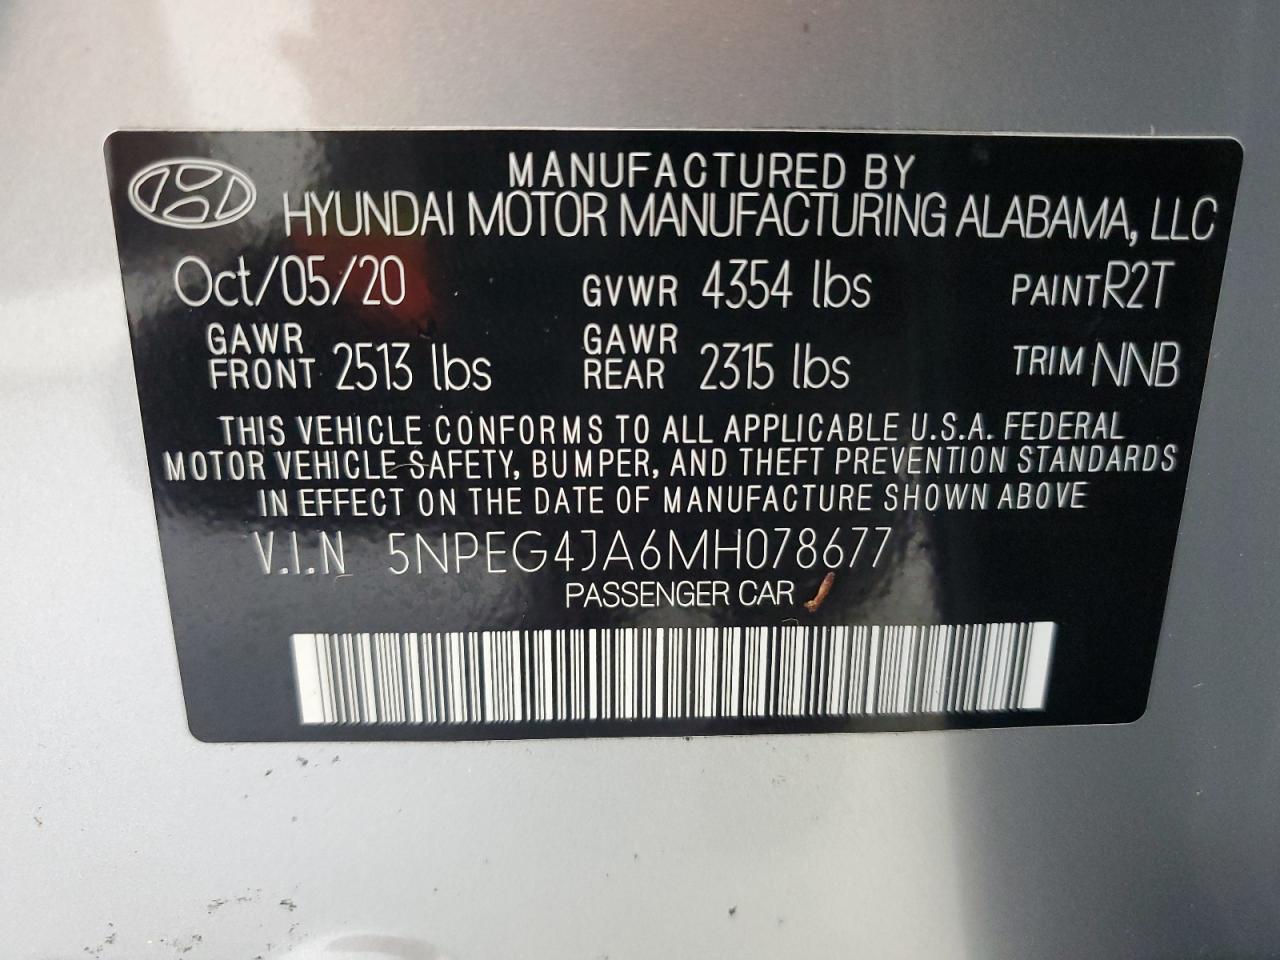 MANUFACTURED BY
HYUNDAI MOTOR MANUFACTURING ALABAMA, LLC
Oct/05/20 GVWR 4354 lbs PAINT R2T
GAWR FRONT 2513 lbs GAWR REAR 2315 lbs TRIM NNB
THIS VEHICLE CONFORMS TO ALL APPLICABLE U.S.A. FEDERAL
MOTOR VEHICLE SAFETY, BUMPER, AND THEFT PREVENTION STANDARDS
IN EFFECT ON THE DATE OF MANUFACTURE SHOWN ABOVE
V.I.N 5NPEG4JA6MH078677
PASSENGER CAR